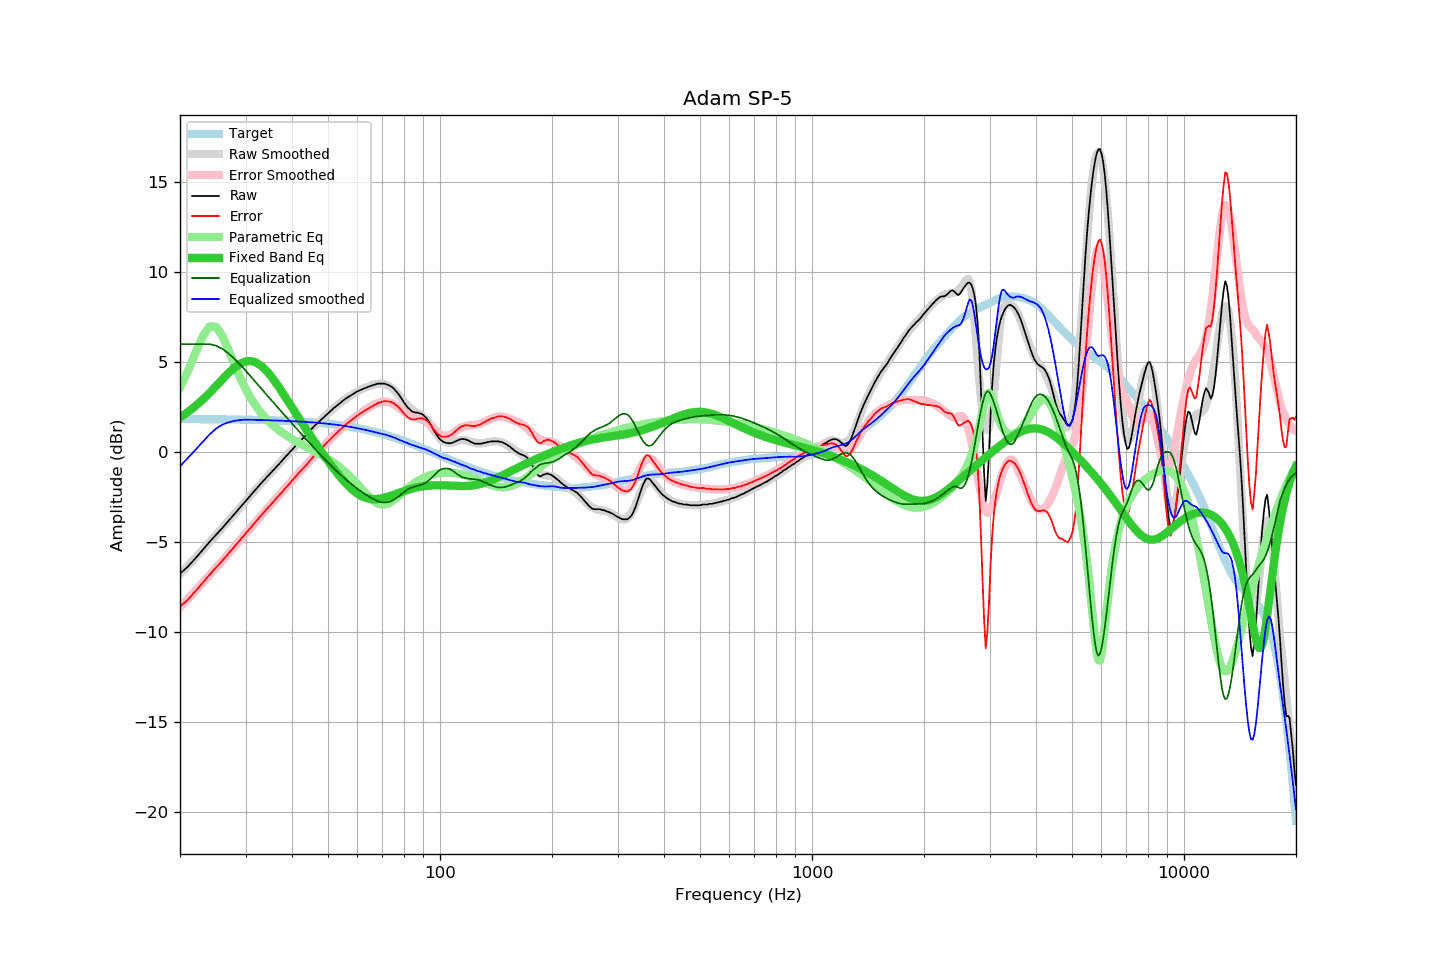 Adam SP-5
Target
Raw Smoothed
Error Smoothed
Raw
Error
Parametric Eq
Fixed Band Eq
Equalization
Equalized smoothed
15
10
5
0
−5
−10
−15
−20
Amplitude (dBr)
100
1000
10000
Frequency (Hz)